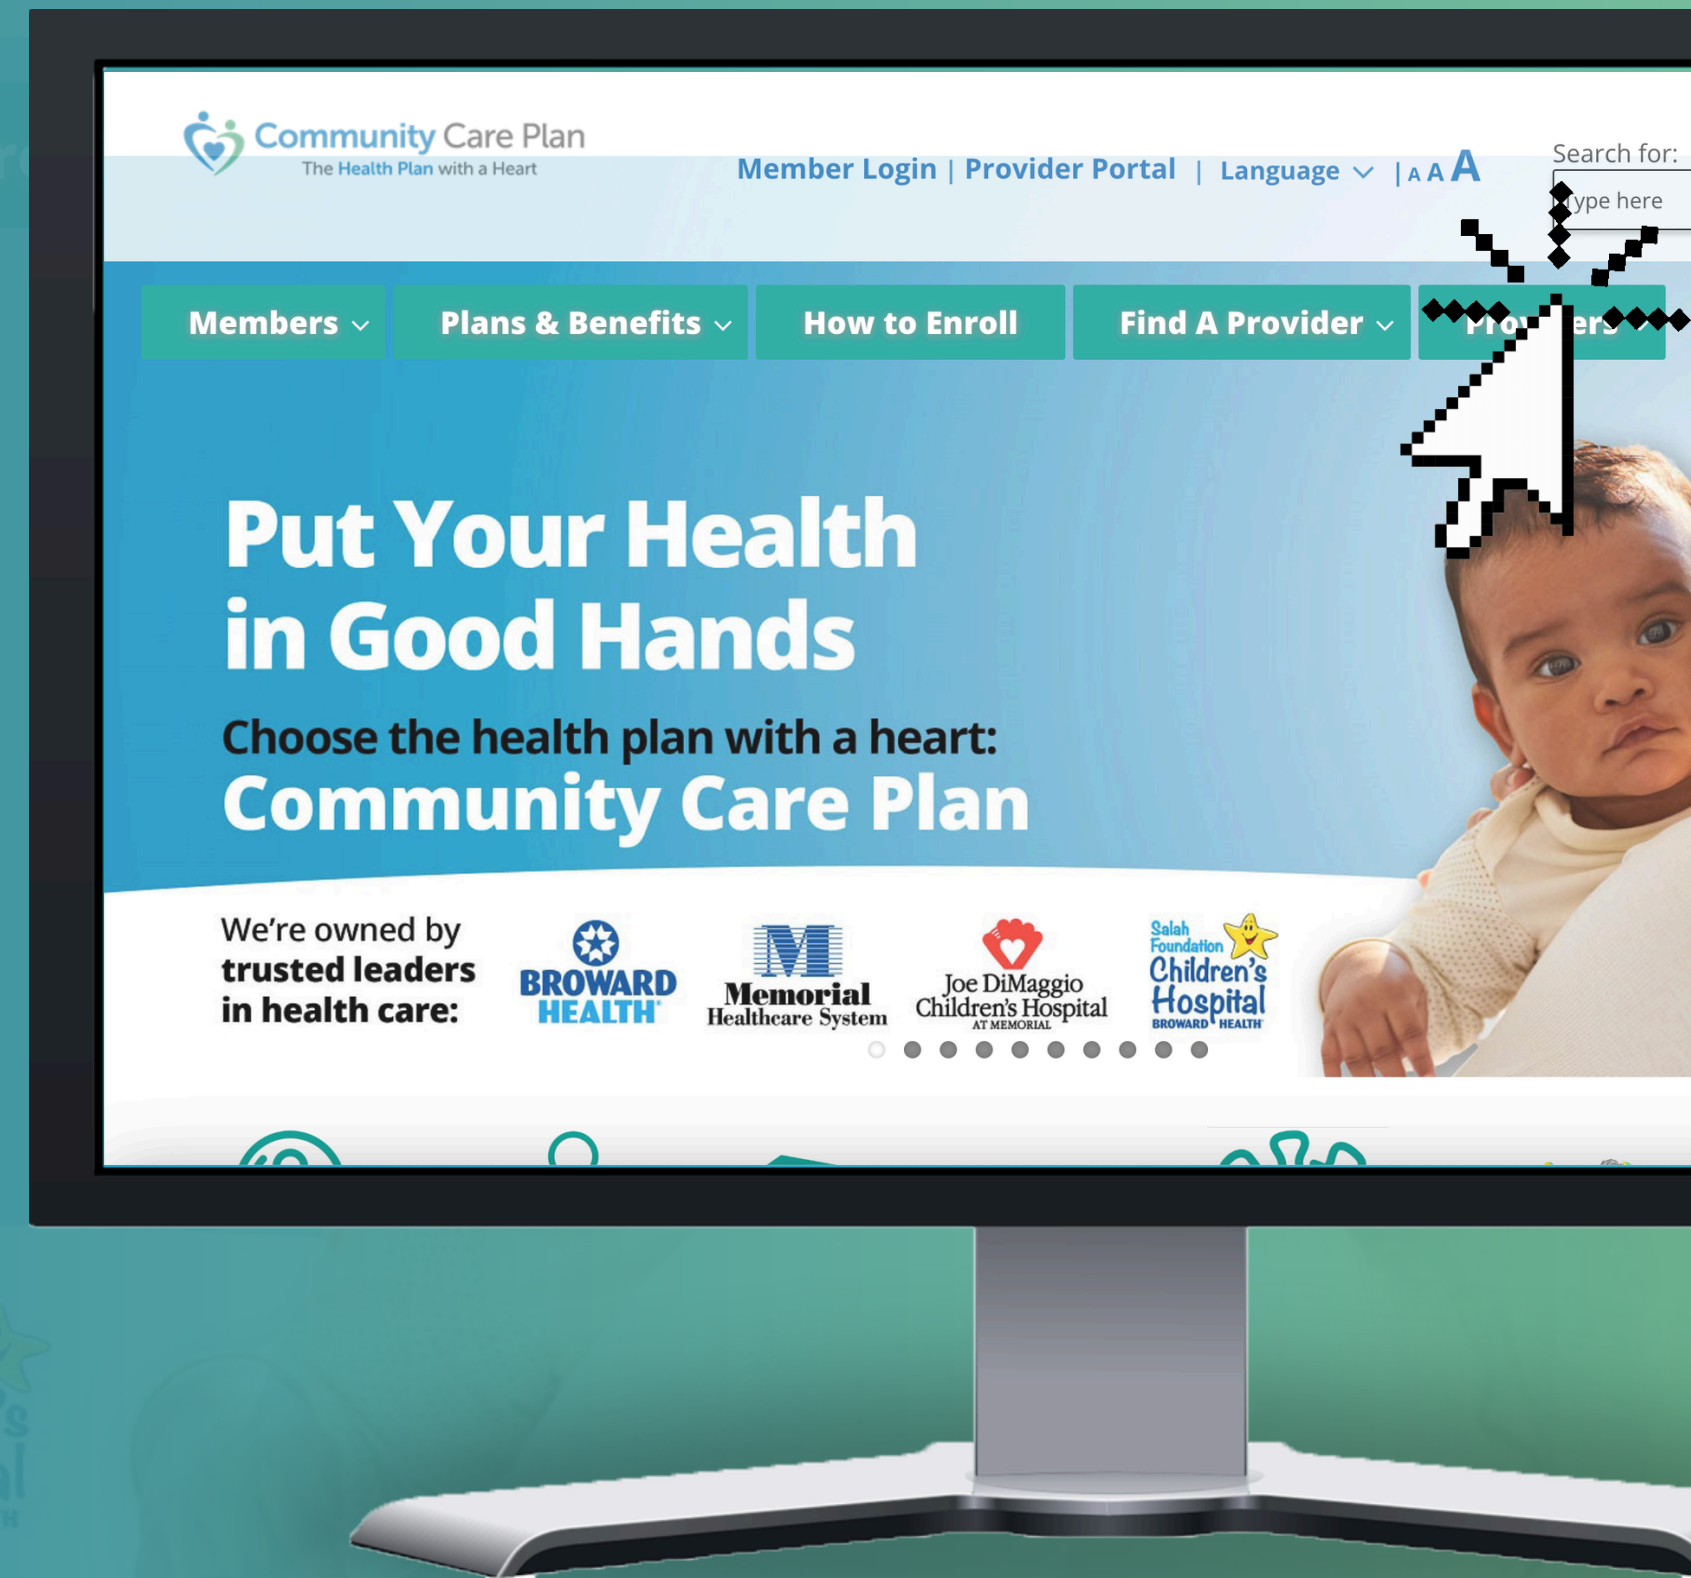 Community Care Plan
The Health Plan with a Heart
Member Login | Provider Portal | Language | A A A
Search for:
ype here
Members
Plans & Benefits
How to Enroll
Find A Provider
Put Your Health
in Good Hands
Choose the health plan with a heart:
Community Care Plan
We're owned by
trusted leaders
in health care:
BROWARD
HEALTH
M
Memorial
Healthcare System
Joe DiMaggio
Children's Hospital
AT MEMORIAL
Salah
Foundation
Children's
Hospital
BROWARD HEALTH